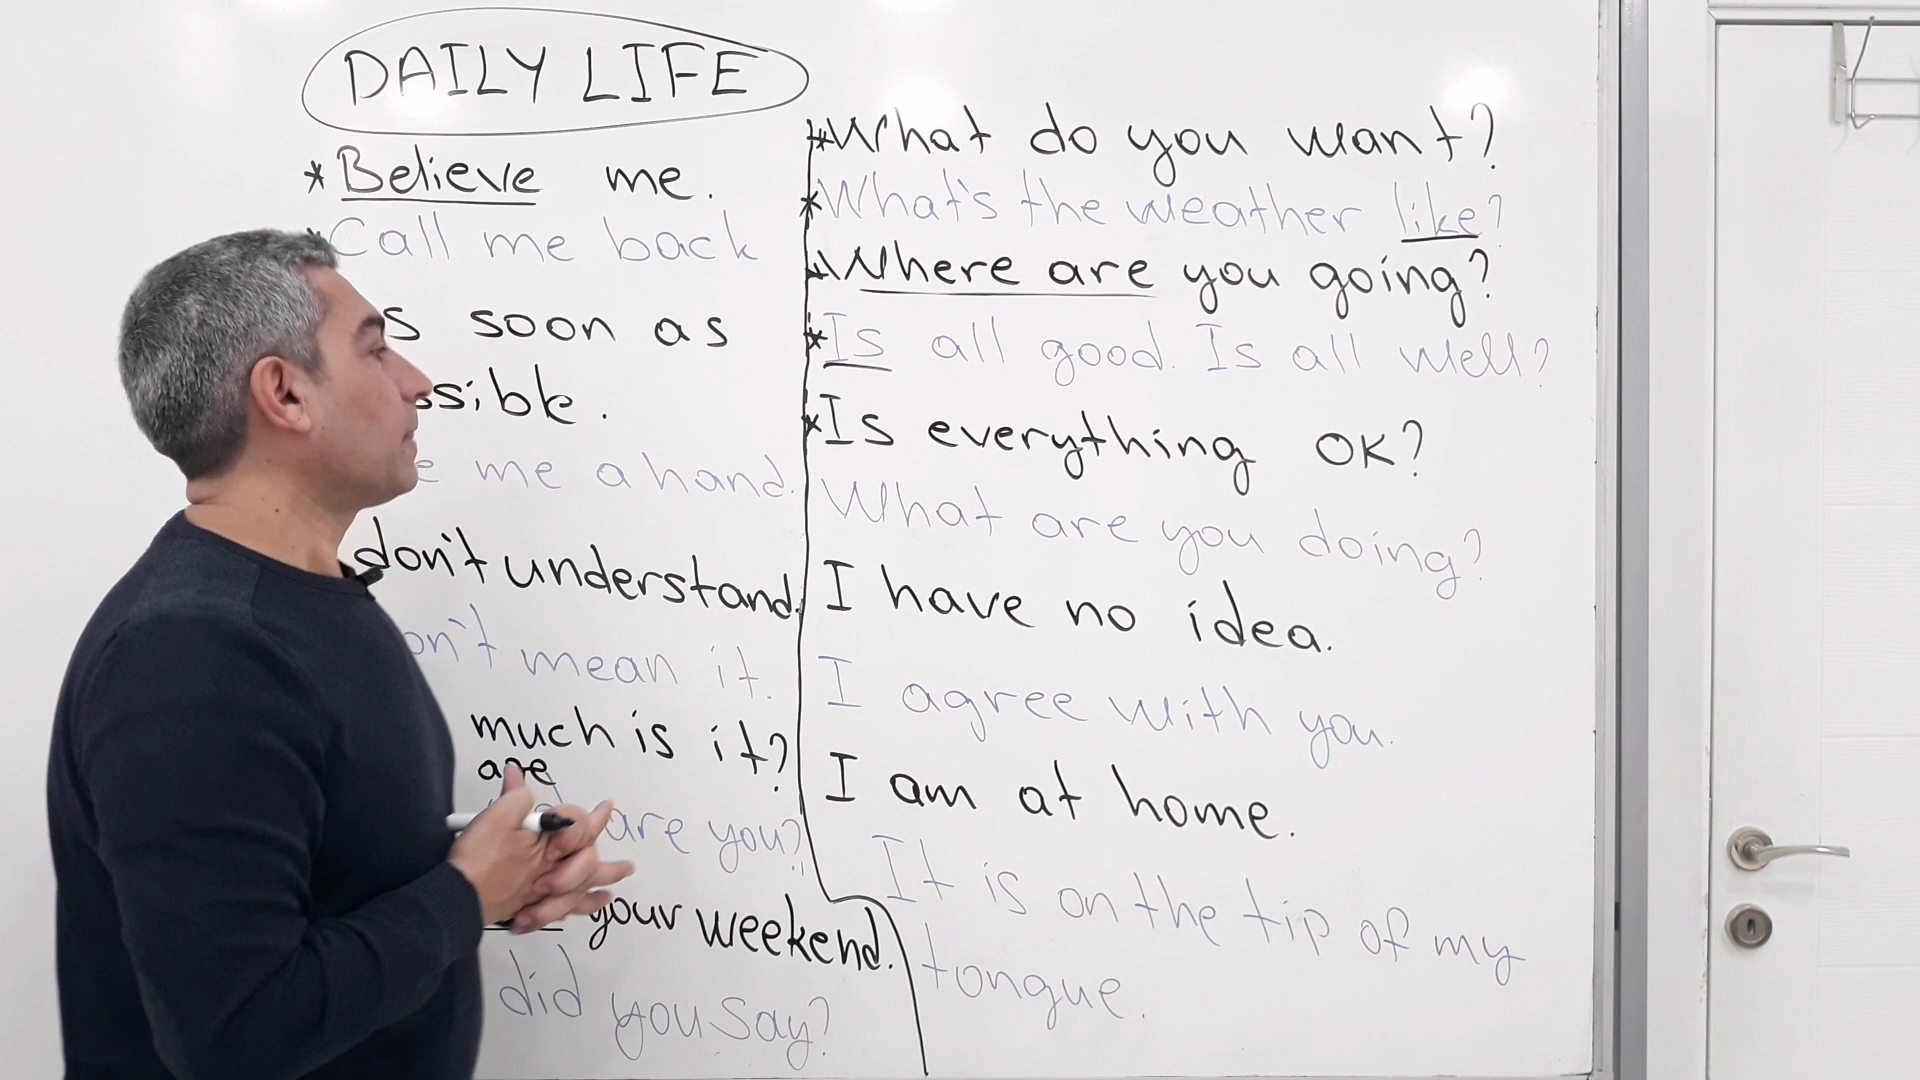 DAILY LIFE
* Believe me.
* Call me back
s soon as
ssible.
e me a hand.
don't understand.
on't mean it.
much is it?
age
old are you?
your weekend.
did you say?
* What do you want?
* What's the weather like?
* Where are you going?
* Is all good. Is all well?
* Is everything OK?
What are you doing?
I have no idea.
I agree with you.
I am at home.
It is on the tip of my
tongue.